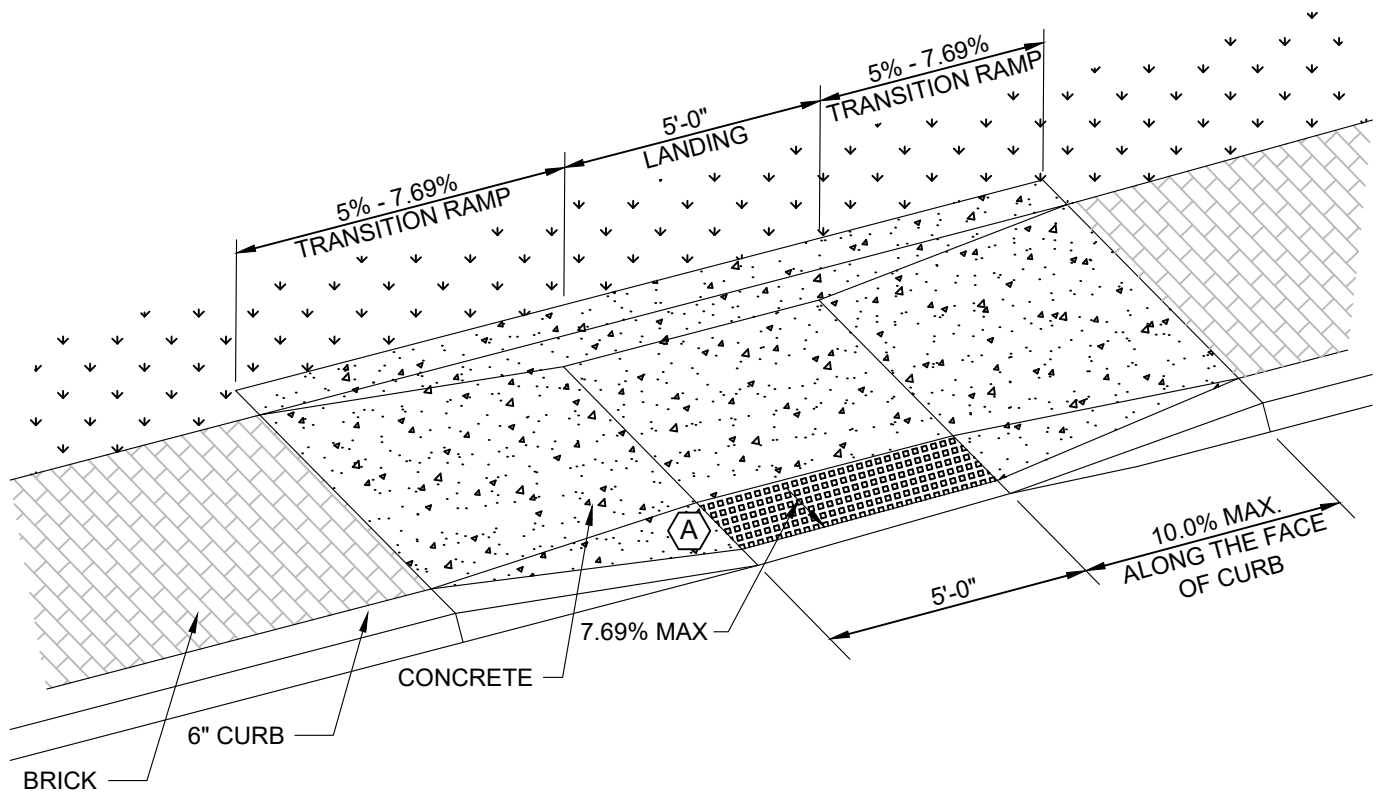 5% - 7.69%
TRANSITION RAMP
5'-0"
LANDING
5% - 7.69%
TRANSITION RAMP
A
10.0% MAX.
ALONG THE FACE
OF CURB
5'-0"
7.69% MAX
CONCRETE
6" CURB
BRICK